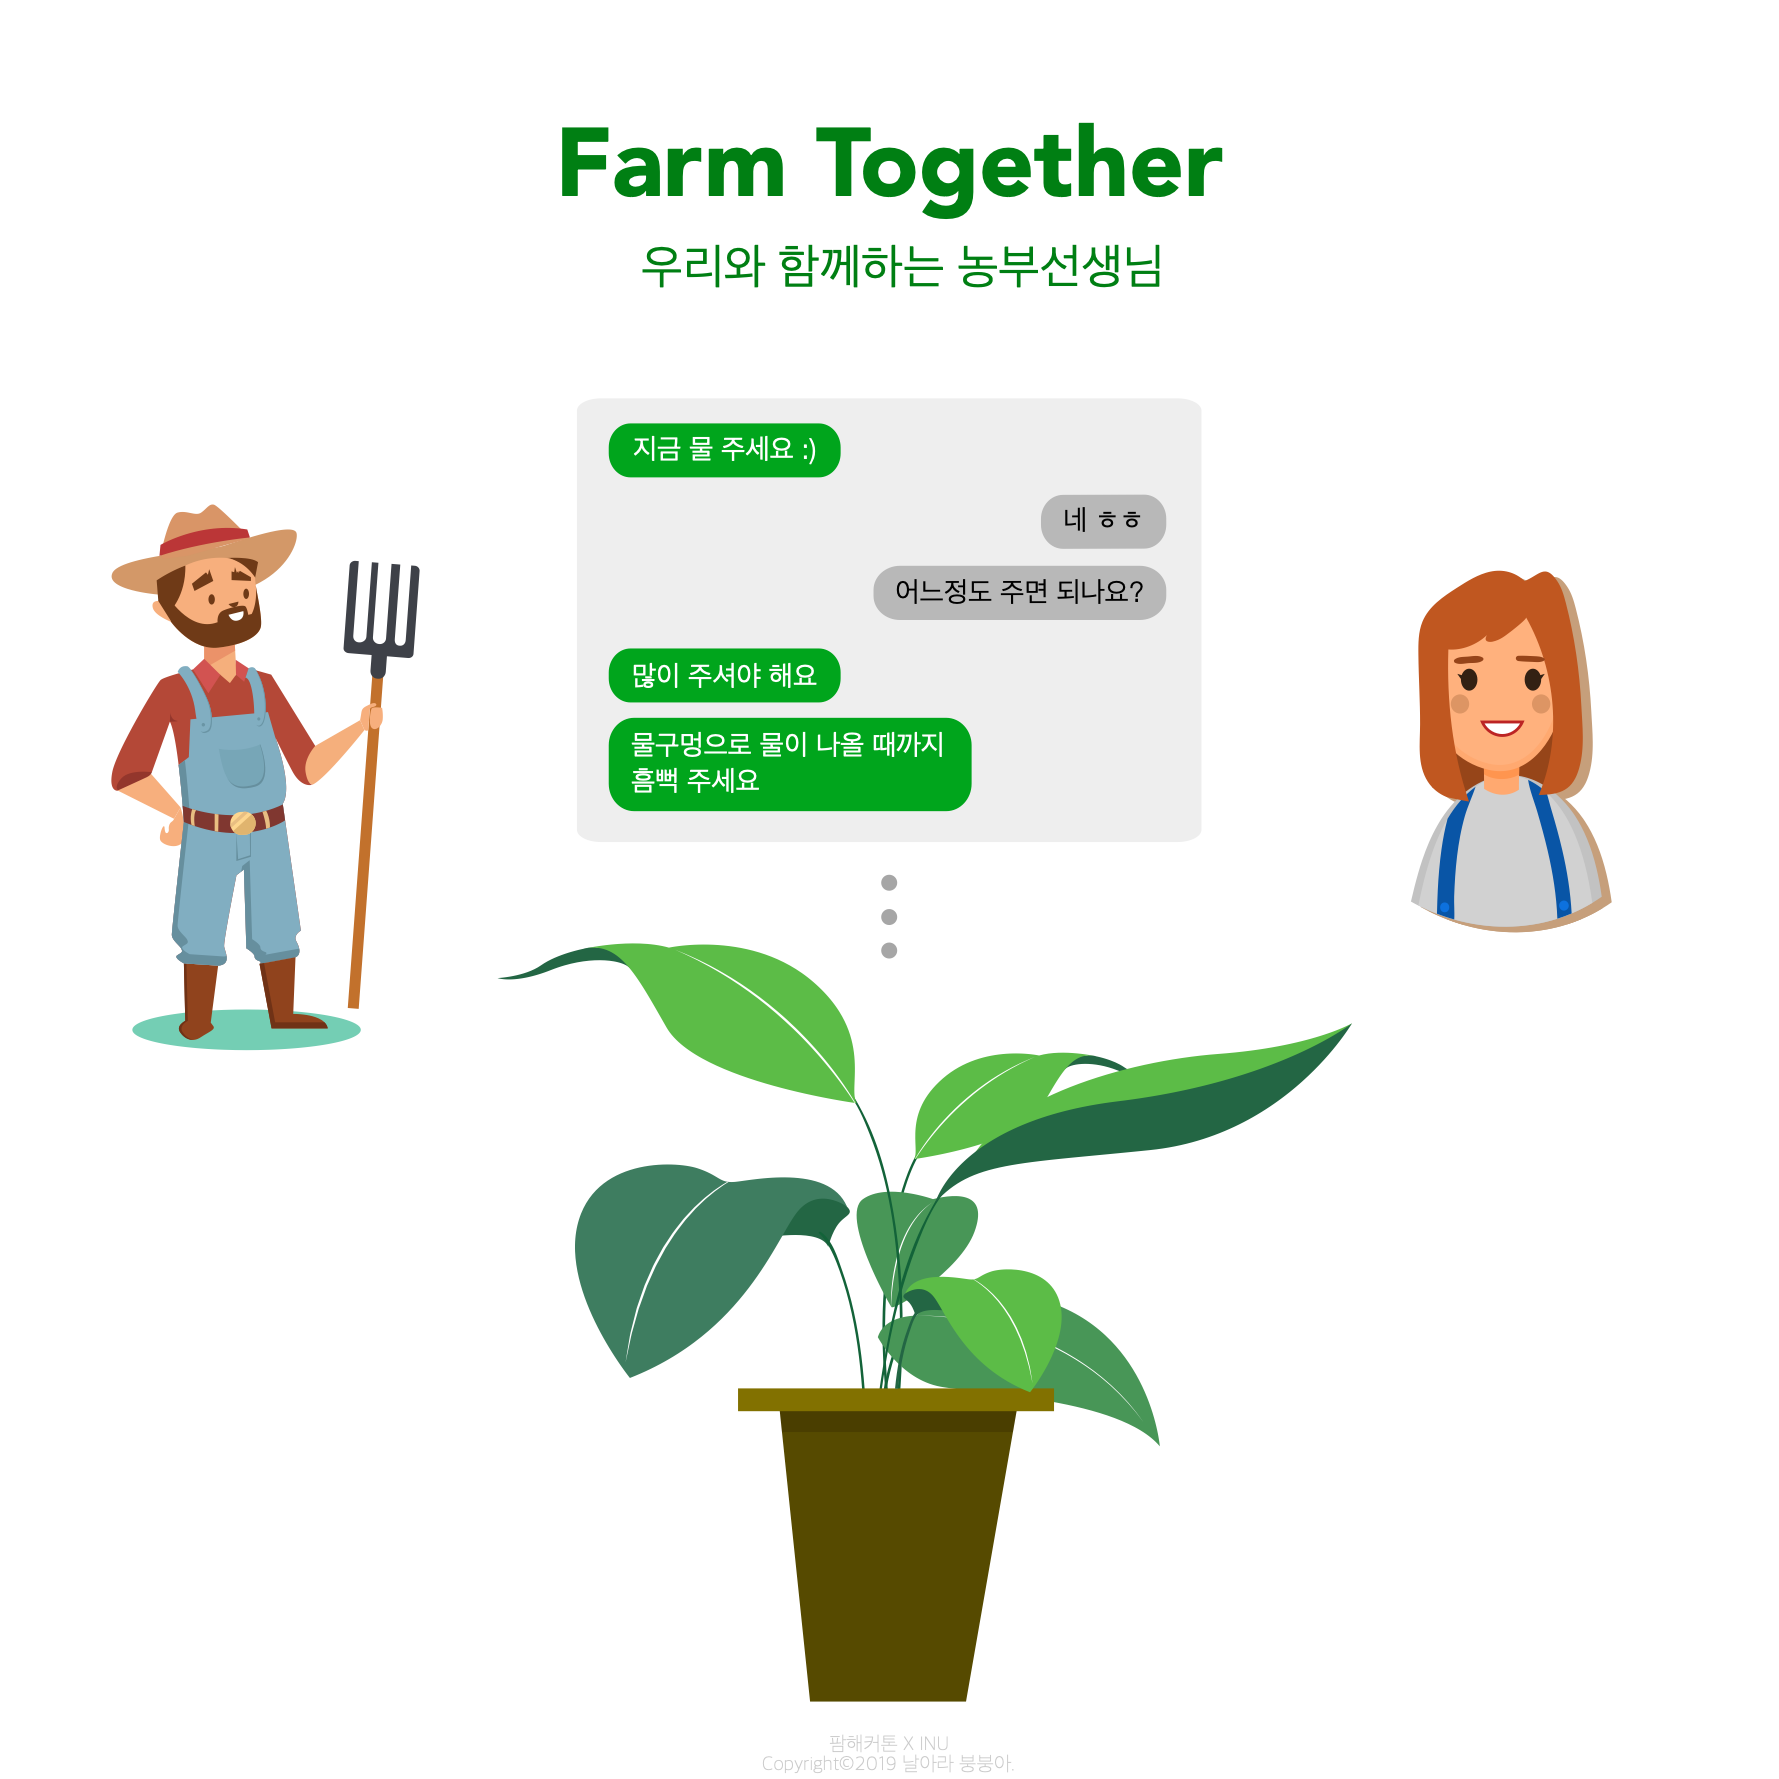 Farm Together
우리와 함께하는 농부선생님
지금 물 주세요 :)
네 ㅎㅎ
어느정도 주면 되나요?
많이 주셔야 해요
물구멍으로 물이 나올 때까지
흠뻑 주세요
팜해커톤 X INU
Copyright©2019 날아라 붕붕아.